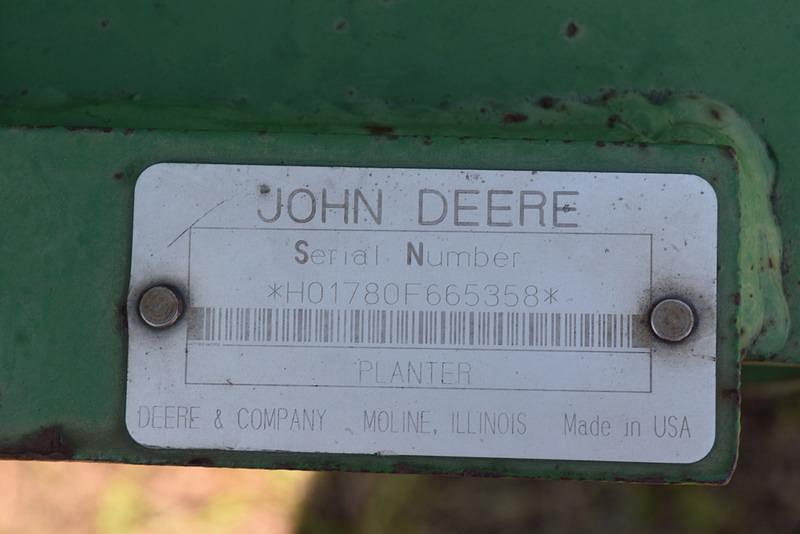 JOHN DEERE
Serial Number
*H01780F665358*
PLANTER
DEERE & COMPANY MOLINE, ILLINOIS Made in USA